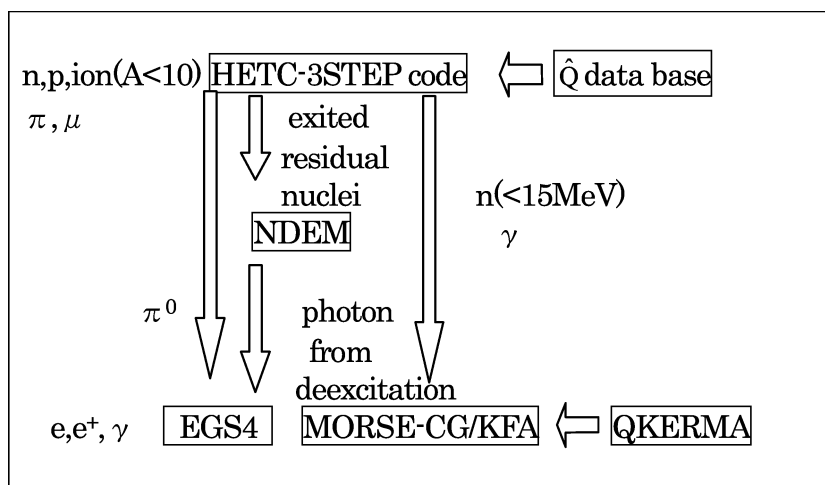 n,p,ion(A<10) HETC-3STEP code Q̂ data base
π , μ
exited
residual
nuclei
n(<15MeV)
γ
NDEM
π⁰
photon
from
deexcitation
e,e⁺, γ EGS4 MORSE-CG/KFA QKERMA